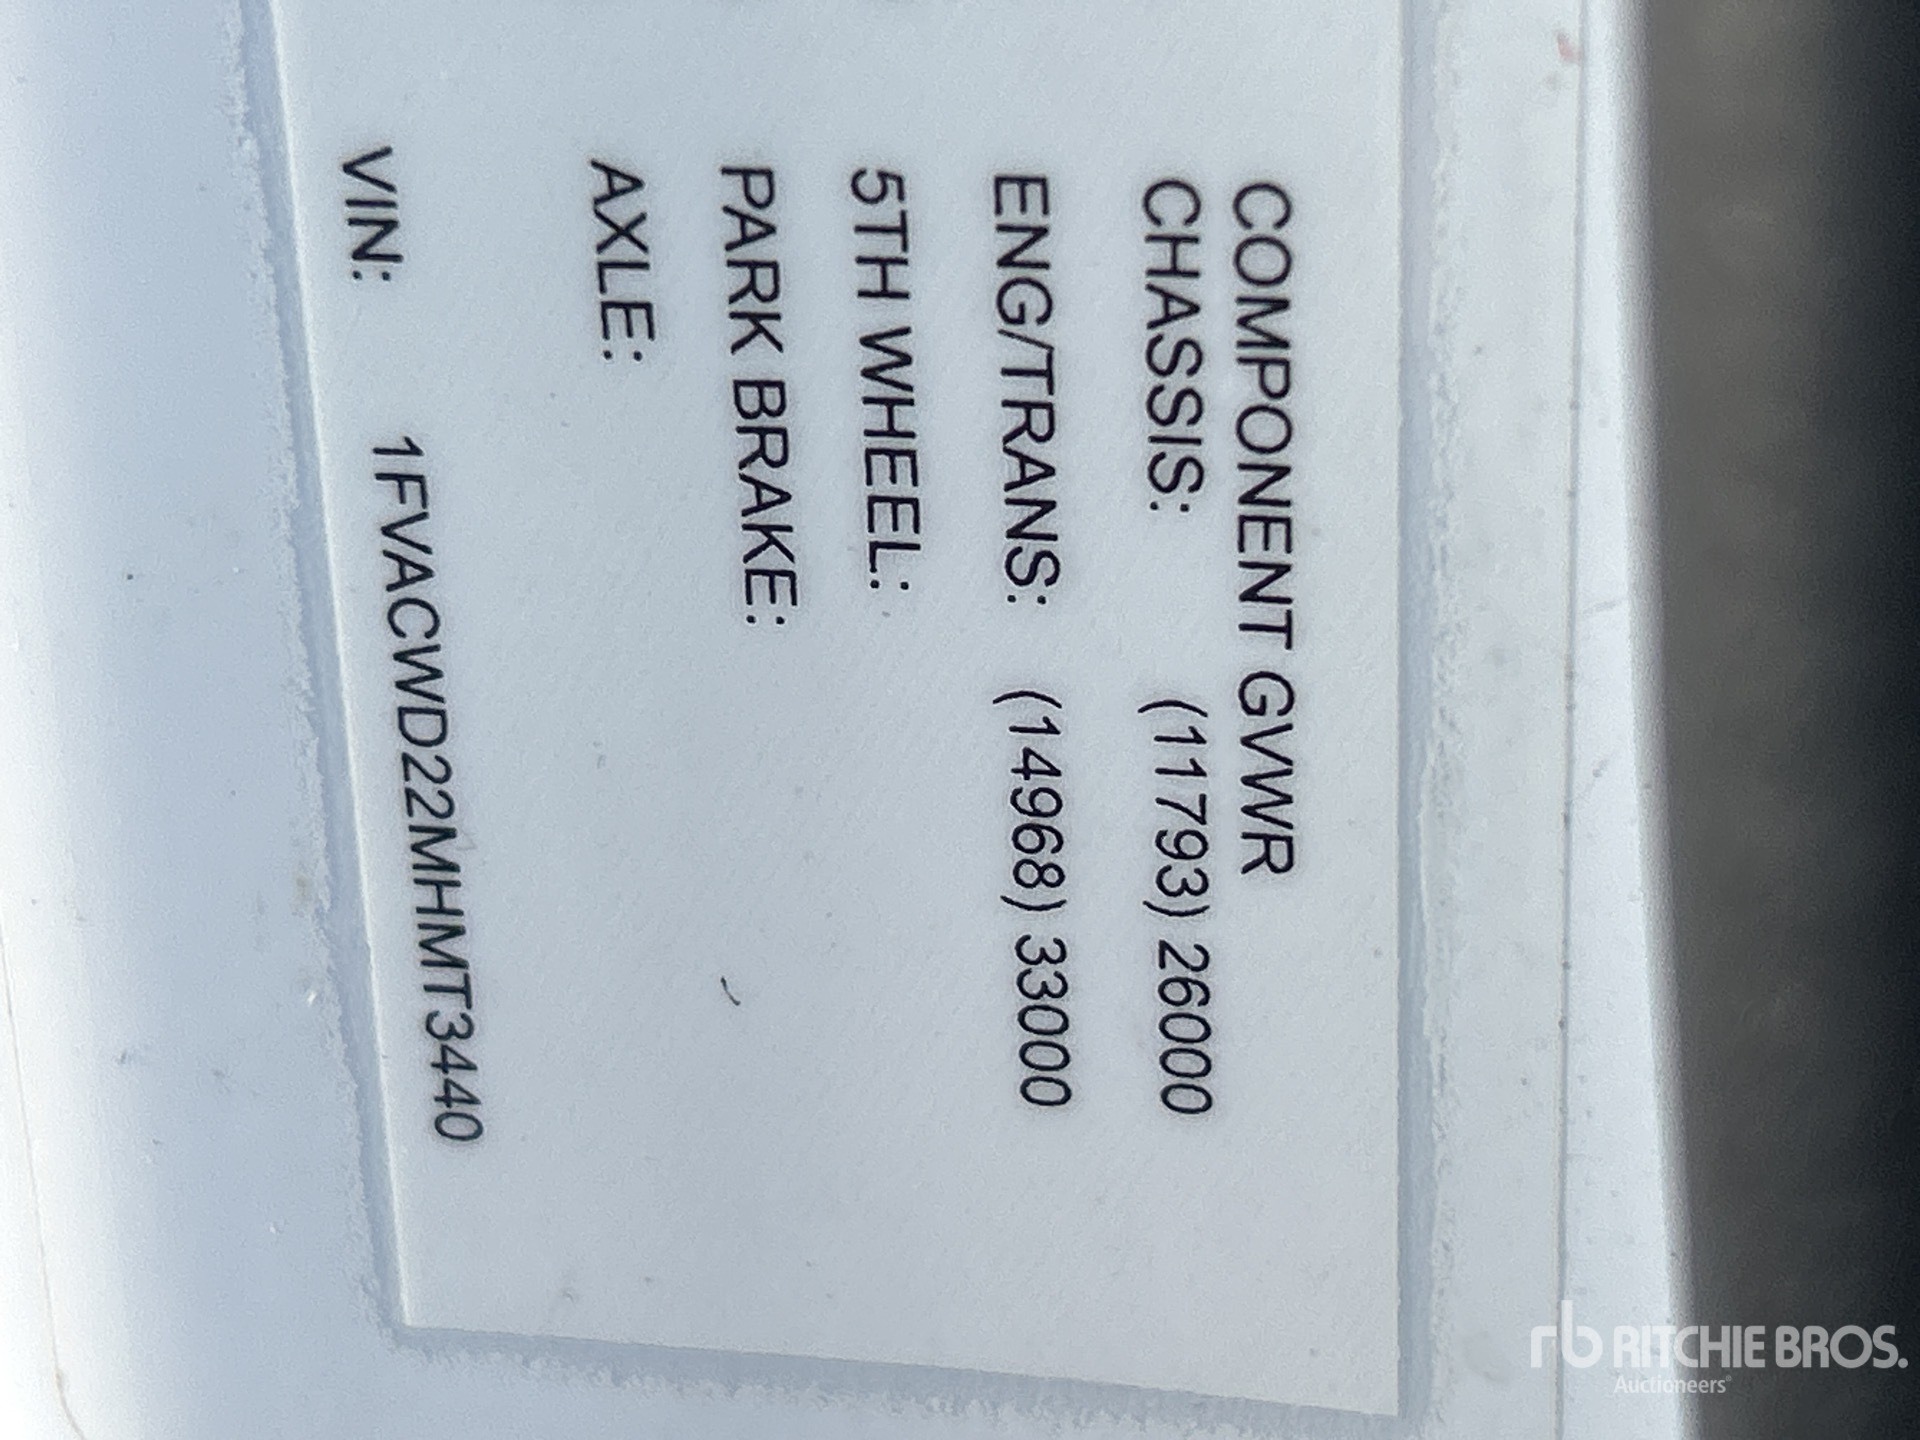 COMPONENT GVWR
CHASSIS: (11793) 26000
ENG/TRANS: (14968) 33000
5TH WHEEL:
PARK BRAKE:
AXLE:
VIN: 1FVACWD22MHMT3440
rb RITCHIE BROS.
Auctioneers®